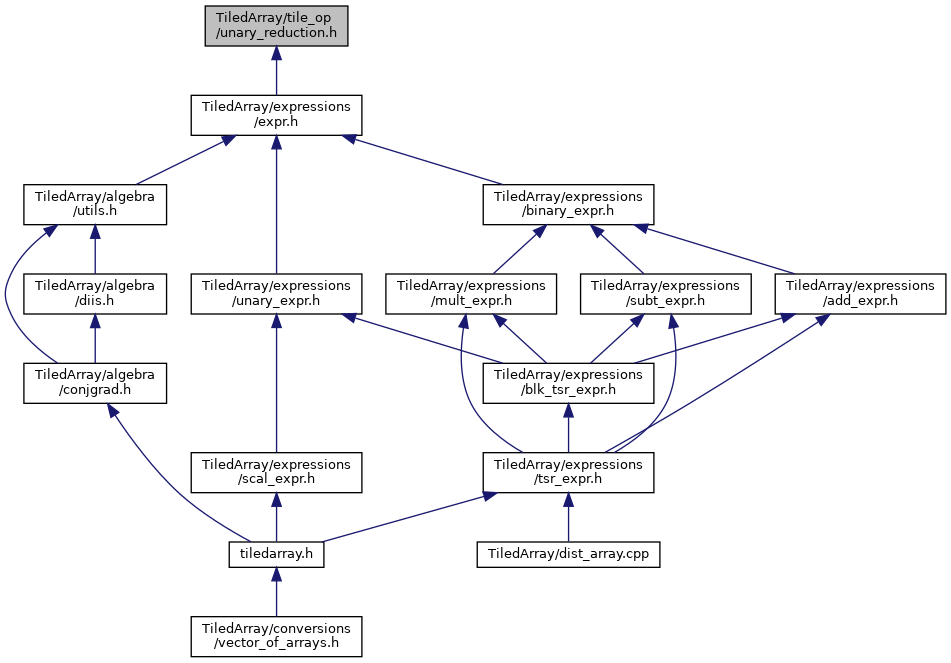 TiledArray/tile_op
/unary_reduction.h
TiledArray/expressions
/expr.h
TiledArray/algebra
/utils.h
TiledArray/expressions
/binary_expr.h
TiledArray/algebra
/diis.h
TiledArray/expressions
/unary_expr.h
TiledArray/expressions
/mult_expr.h
TiledArray/expressions
/subt_expr.h
TiledArray/expressions
/add_expr.h
TiledArray/algebra
/conjgrad.h
TiledArray/expressions
/blk_tsr_expr.h
TiledArray/expressions
/scal_expr.h
TiledArray/expressions
/tsr_expr.h
tiledarray.h
TiledArray/dist_array.cpp
TiledArray/conversions
/vector_of_arrays.h